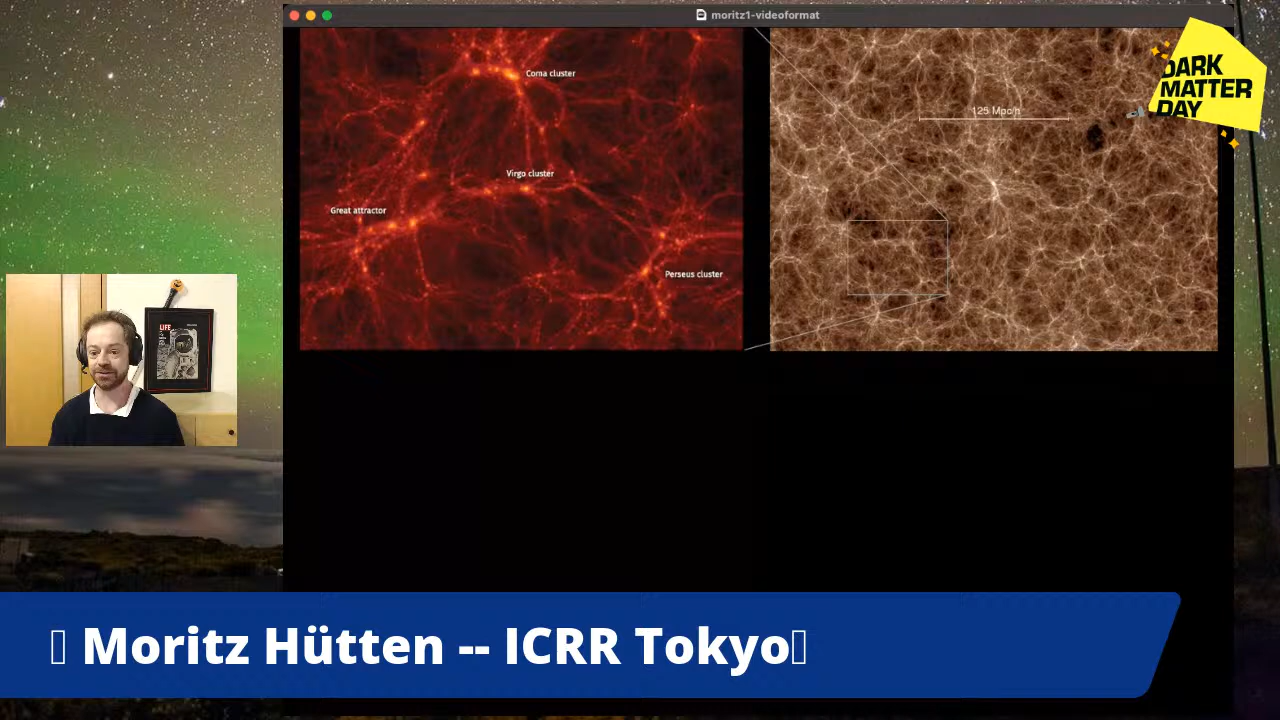 moritz1-videoformat
Coma cluster
Virgo cluster
Great attractor
Perseus cluster
125 Mpc/h
DARK
MATTER
DAY
LIFE
Moritz Hütten -- ICRR Tokyo